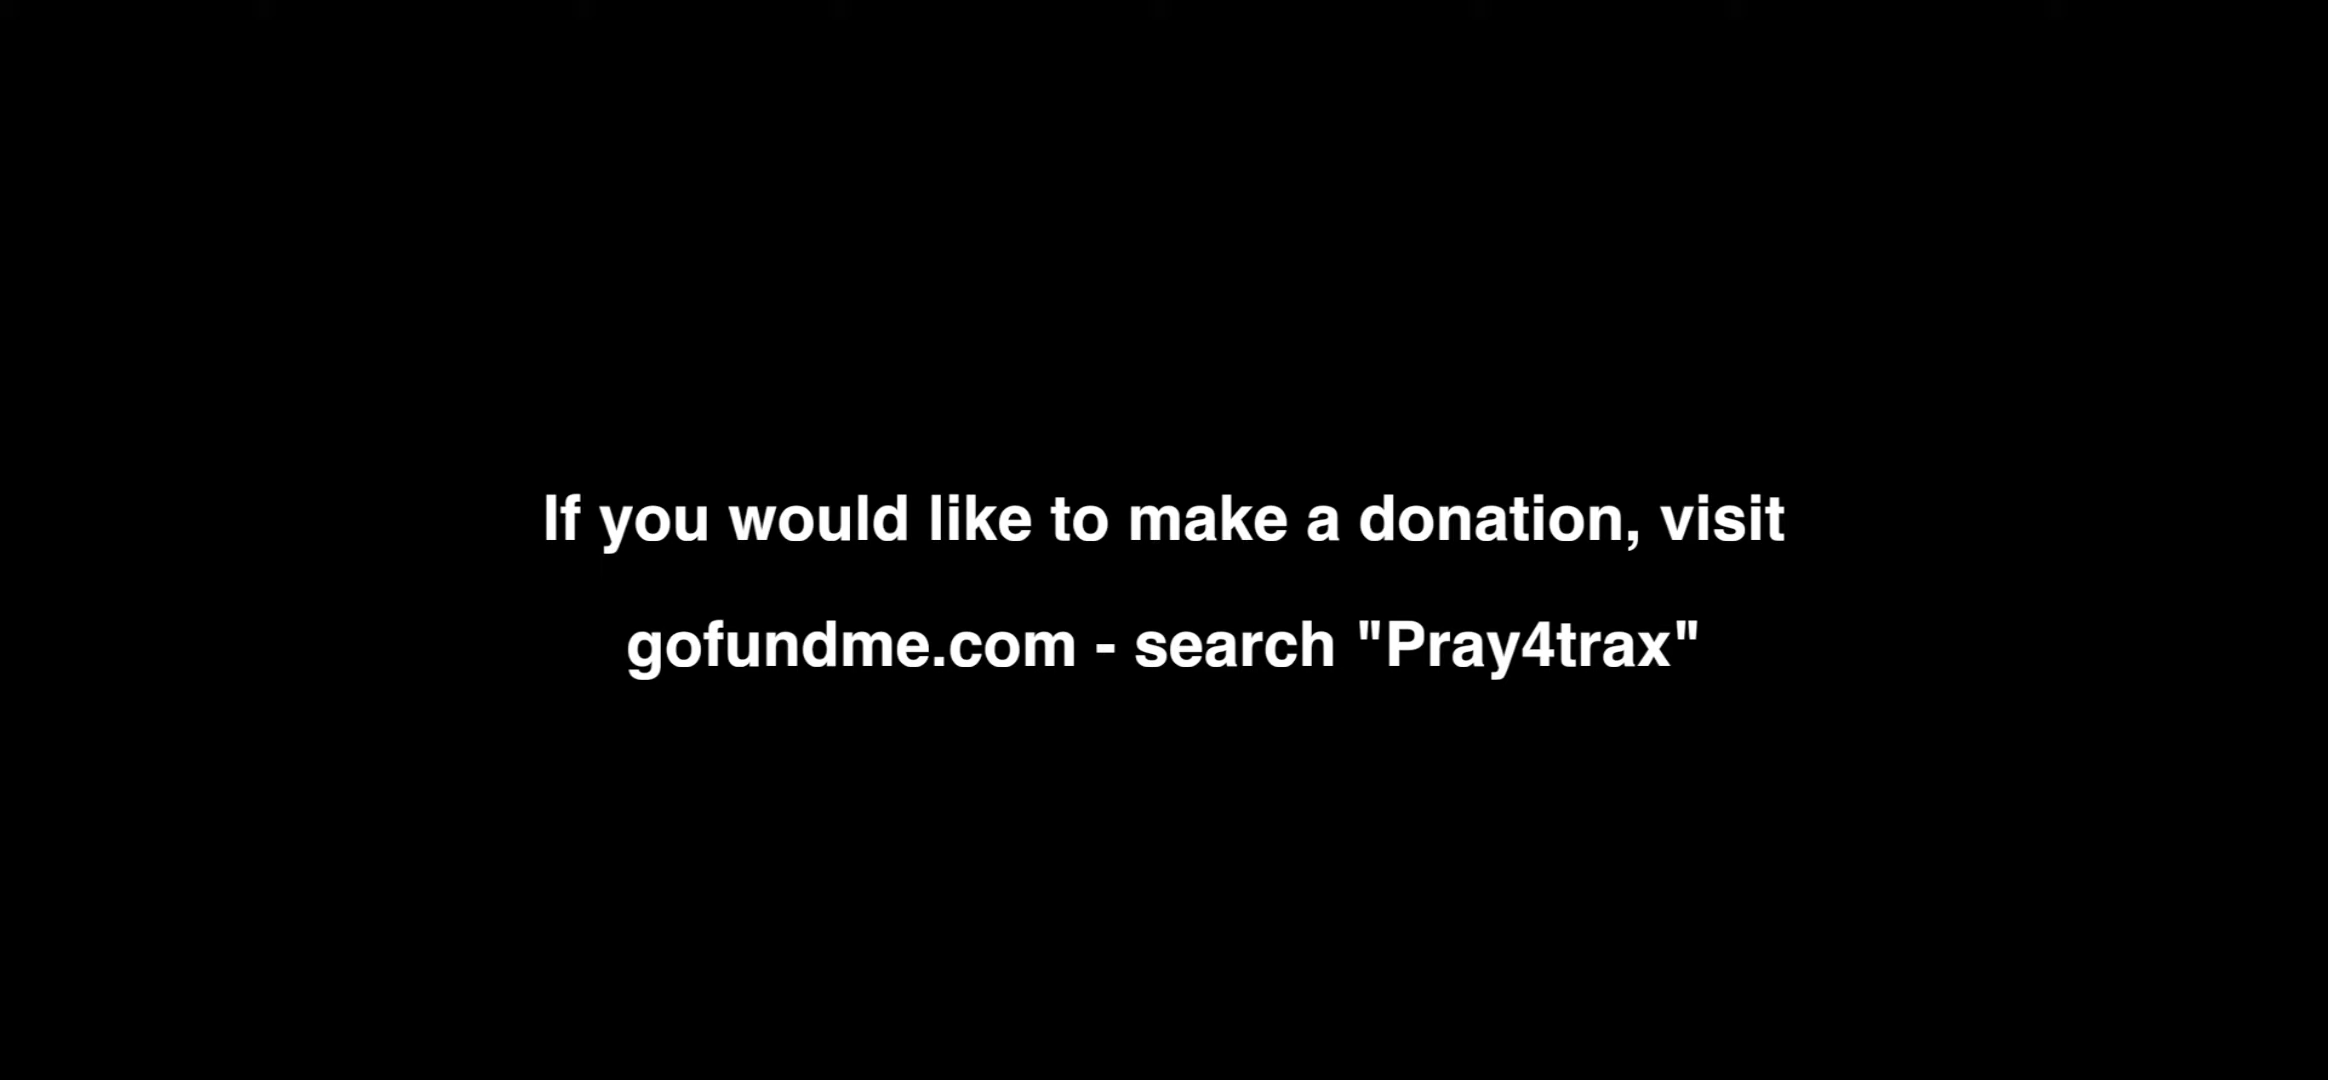 If you would like to make a donation, visit
gofundme.com - search "Pray4trax"